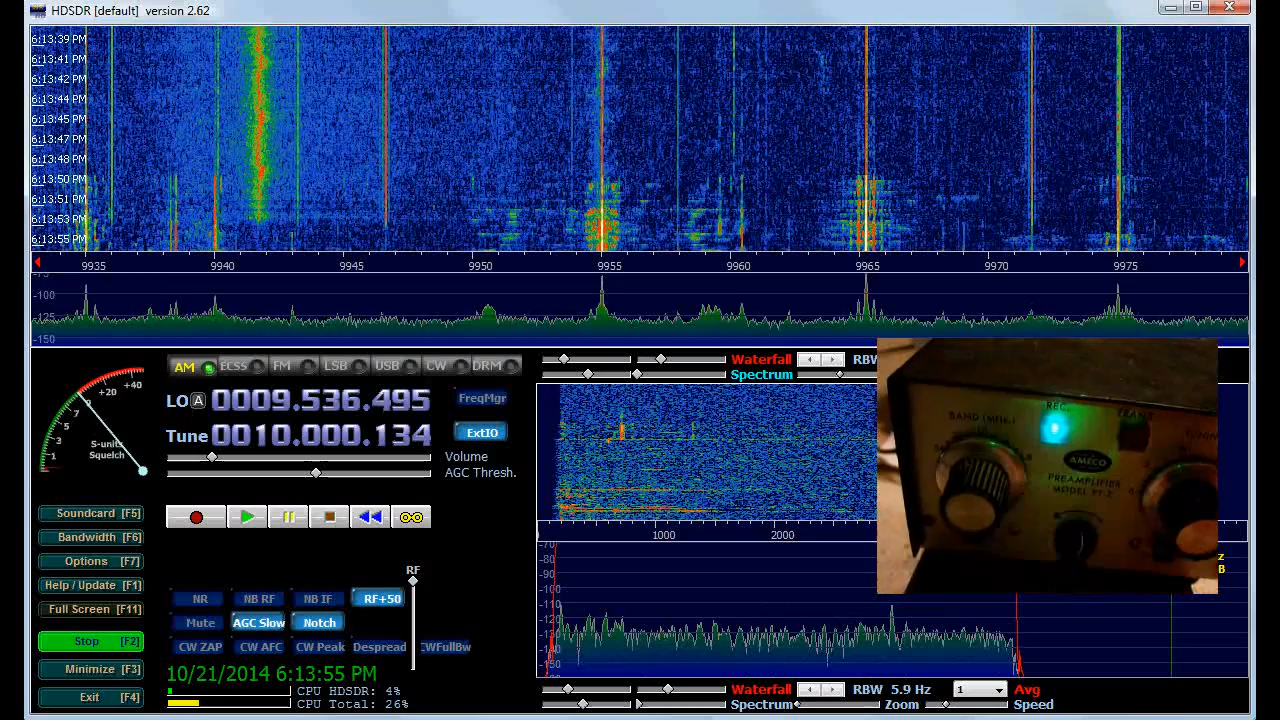 HDSDR [default] version 2.62
6:13:39 PM
6:13:41 PM
6:13:42 PM
6:13:44 PM
6:13:45 PM
6:13:47 PM
6:13:48 PM
6:13:50 PM
6:13:51 PM
6:13:53 PM
6:13:55 PM
9935 9940 9945 9950 9955 9960 9965 9970 9975
-75
-100
-125
-150
AM ECSS FM LSB USB CW DRM
Waterfall RBW
Spectrum
+20 +40
9
7
5
3
1
S-units
Squelch
LO A 0009.536.495 FreqMgr
Tune 0010.000.134 ExtIO
Volume
AGC Thresh.
Soundcard [F5]
Bandwidth [F6]
Options [F7]
Help / Update [F1]
Full Screen [F11]
Stop [F2]
Minimize [F3]
Exit [F4]
RF
NR NB RF NB IF RF+50
Mute AGC Slow Notch
CW ZAP CW AFC CW Peak Despread CWFullBw
10/21/2014 6:13:55 PM
CPU HDSDR: 4%
CPU Total: 26%
1000 2000
-70
-80
-90
-100
-110
-120
-130
-140
-150
BAND (MHz.)
AMECO
PREAMPLIFIER
Waterfall RBW 5.9 Hz 1 Avg
Spectrum Zoom Speed